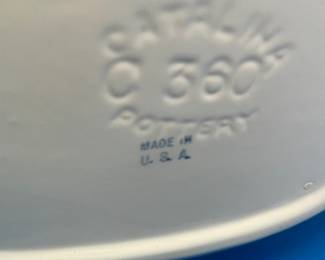 CATALINA
C 360
POTTERY
MADE IN
U. S. A.